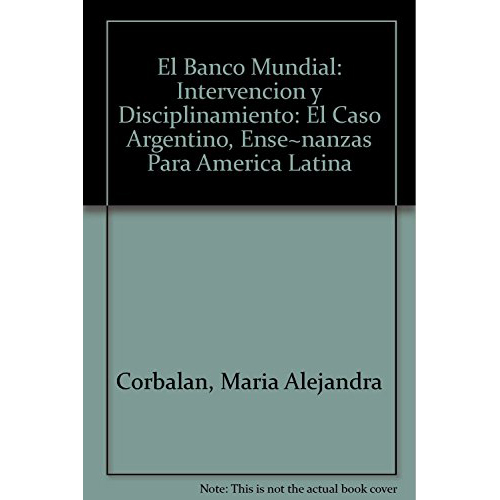 El Banco Mundial:
Intervencion y
Disciplinamiento: El Caso
Argentino, Ense~nanzas
Para America Latina
Corbalan, Maria Alejandra
Note: This is not the actual book cover